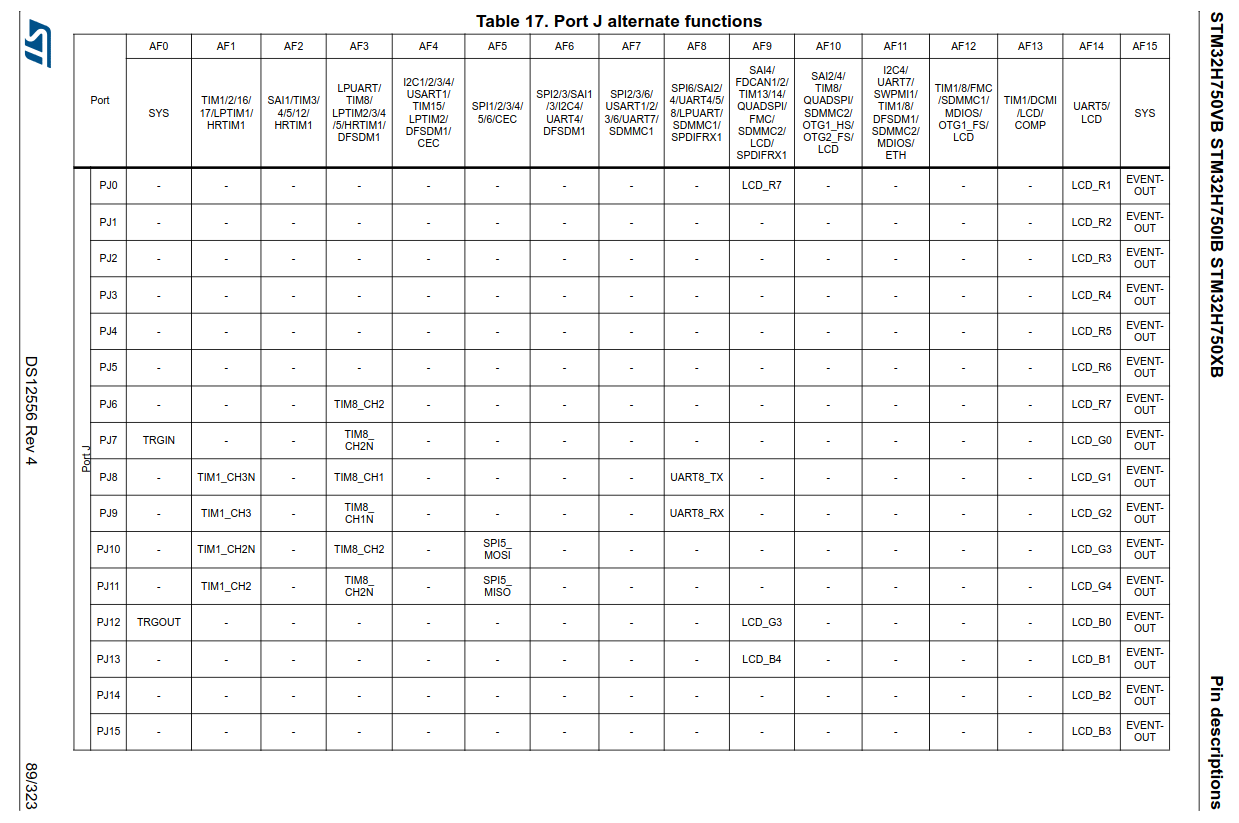 Table 17. Port J alternate functions
Port
AF0 AF1 AF2 AF3 AF4 AF5 AF6 AF7 AF8 AF9 AF10 AF11 AF12 AF13 AF14 AF15
SYS
TIM1/2/16/
17/LPTIM1/
HRTIM1
SAI1/TIM3/
4/5/12/
HRTIM1
LPUART/
TIM8/
LPTIM2/3/4
/5/HRTIM1/
DFSDM1
I2C1/2/3/4/
USART1/
TIM15/
LPTIM2/
DFSDM1/
CEC
SPI1/2/3/4/
5/6/CEC
SPI2/3/SAI1
/3/I2C4/
UART4/
DFSDM1
SPI2/3/6/
USART1/2/
3/6/UART7/
SDMMC1
SPI6/SAI2/
4/UART4/5/
8/LPUART/
SDMMC1/
SPDIFRX1
SAI4/
FDCAN1/2/
TIM13/14/
QUADSPI/
FMC/
SDMMC2/
LCD/
SPDIFRX1
SAI2/4/
TIM8/
QUADSPI/
SDMMC2/
OTG1_HS/
OTG2_FS/
LCD
I2C4/
UART7/
SWPMI1/
TIM1/8/
DFSDM1/
SDMMC2/
MDIOS/
ETH
TIM1/8/FMC
/SDMMC1/
MDIOS/
OTG1_FS/
LCD
TIM1/DCMI
/LCD/
COMP
UART5/
LCD
SYS
Port J
PJ0 - - - - - - - - - LCD_R7 - - - - LCD_R1 EVENT-
OUT
PJ1 - - - - - - - - - - - - - - LCD_R2 EVENT-
OUT
PJ2 - - - - - - - - - - - - - - LCD_R3 EVENT-
OUT
PJ3 - - - - - - - - - - - - - - LCD_R4 EVENT-
OUT
PJ4 - - - - - - - - - - - - - - LCD_R5 EVENT-
OUT
PJ5 - - - - - - - - - - - - - - LCD_R6 EVENT-
OUT
PJ6 - - - TIM8_CH2 - - - - - - - - - - LCD_R7 EVENT-
OUT
PJ7 TRGIN - - TIM8_
CH2N - - - - - - - - - - LCD_G0 EVENT-
OUT
PJ8 - TIM1_CH3N - TIM8_CH1 - - - - UART8_TX - - - - - LCD_G1 EVENT-
OUT
PJ9 - TIM1_CH3 - TIM8_
CH1N - - - - UART8_RX - - - - - LCD_G2 EVENT-
OUT
PJ10 - TIM1_CH2N - TIM8_CH2 - SPI5_
MOSI - - - - - - - - LCD_G3 EVENT-
OUT
PJ11 - TIM1_CH2 - TIM8_
CH2N - SPI5_
MISO - - - - - - - - LCD_G4 EVENT-
OUT
PJ12 TRGOUT - - - - - - - - LCD_G3 - - - - LCD_B0 EVENT-
OUT
PJ13 - - - - - - - - - LCD_B4 - - - - LCD_B1 EVENT-
OUT
PJ14 - - - - - - - - - - - - - - LCD_B2 EVENT-
OUT
PJ15 - - - - - - - - - - - - - - LCD_B3 EVENT-
OUT
STM32H750VB STM32H750IB STM32H750XB
Pin descriptions
ST
DS12556 Rev 4
89/323